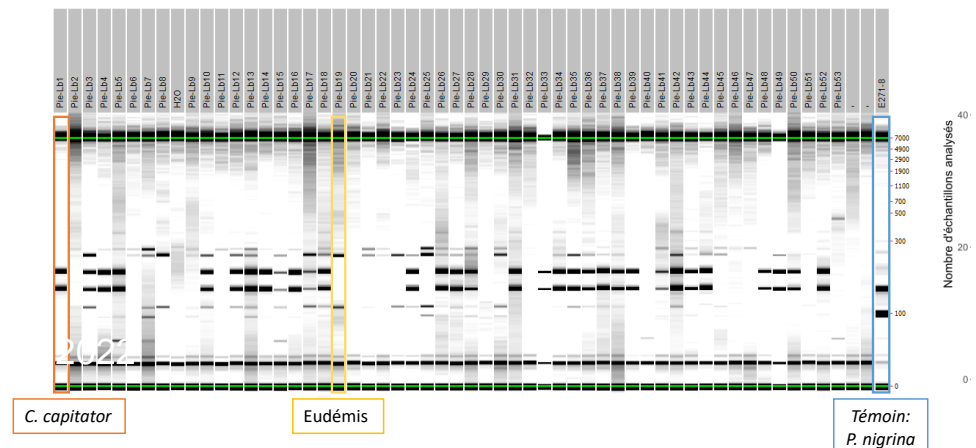 Pie-Lb1
Pie-Lb2
Pie-Lb3
Pie-Lb4
Pie-Lb5
Pie-Lb6
Pie-Lb7
Pie-Lb8
H2O
Pie-Lb9
Pie-Lb10
Pie-Lb11
Pie-Lb12
Pie-Lb13
Pie-Lb14
Pie-Lb15
Pie-Lb16
Pie-Lb17
Pie-Lb18
Pie-Lb19
Pie-Lb20
Pie-Lb21
Pie-Lb22
Pie-Lb23
Pie-Lb24
Pie-Lb25
Pie-Lb26
Pie-Lb27
Pie-Lb28
Pie-Lb29
Pie-Lb30
Pie-Lb31
Pie-Lb32
Pie-Lb33
Pie-Lb34
Pie-Lb35
Pie-Lb36
Pie-Lb37
Pie-Lb38
Pie-Lb39
Pie-Lb40
Pie-Lb41
Pie-Lb42
Pie-Lb43
Pie-Lb44
Pie-Lb45
Pie-Lb46
Pie-Lb47
Pie-Lb48
Pie-Lb49
Pie-Lb50
Pie-Lb51
Pie-Lb52
Pie-Lb53
-
-
E271-8
7000
4900
2900
1900
1100
700
500
300
100
0
Nombre d'échantillons analysés
40
20
0
2022
C. capitator
Eudémis
Témoin:
P. nigrina